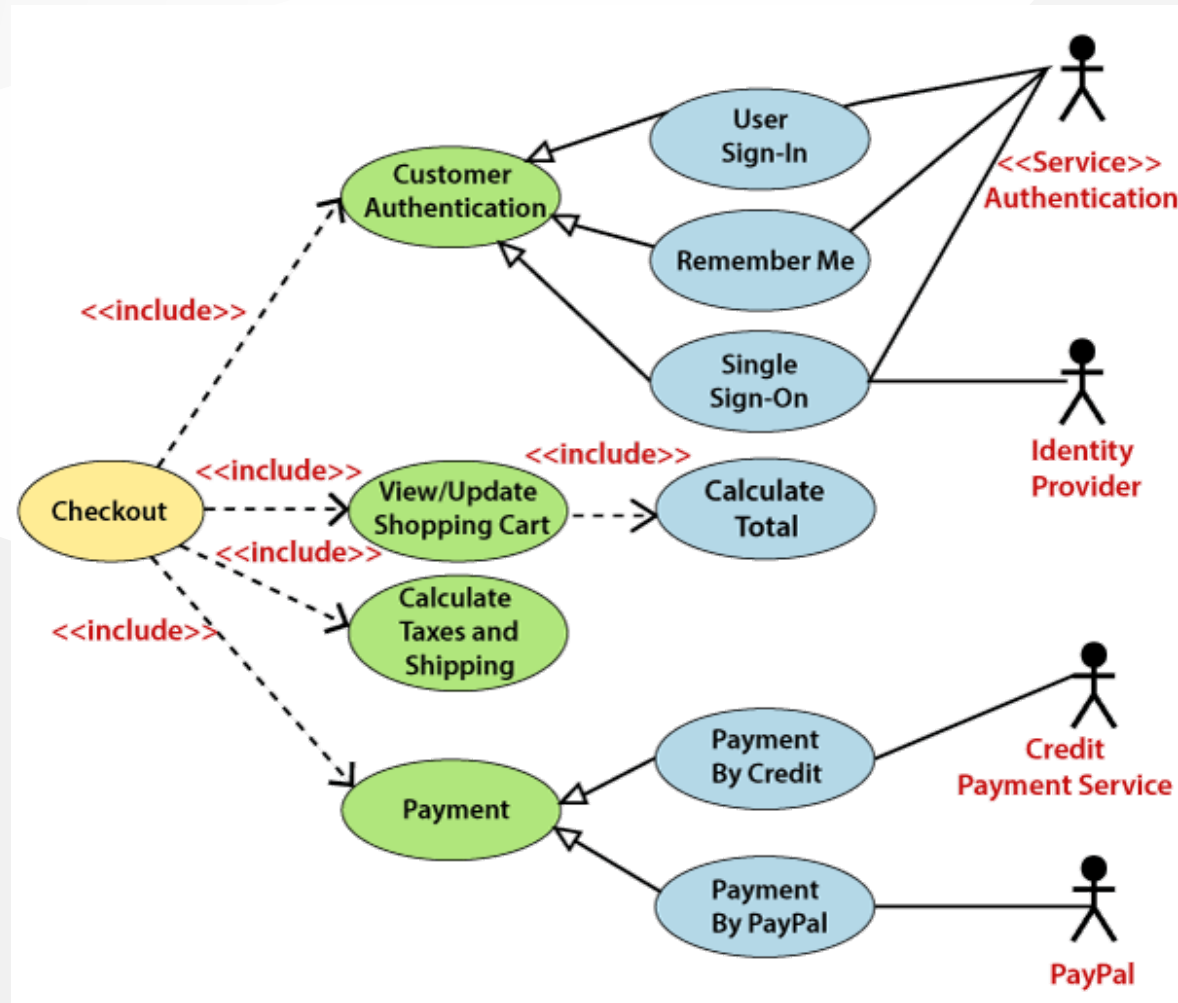 User
Sign-In
<<Service>>
Authentication
Customer
Authentication
Remember Me
<<include>>
Single
Sign-On
Identity
Provider
<<include>>
<<include>>
Checkout
View/Update
Shopping Cart
Calculate
Total
<<include>>
Calculate
Taxes and
Shipping
<<include>>
Payment
By Credit
Credit
Payment Service
Payment
Payment
By PayPal
PayPal